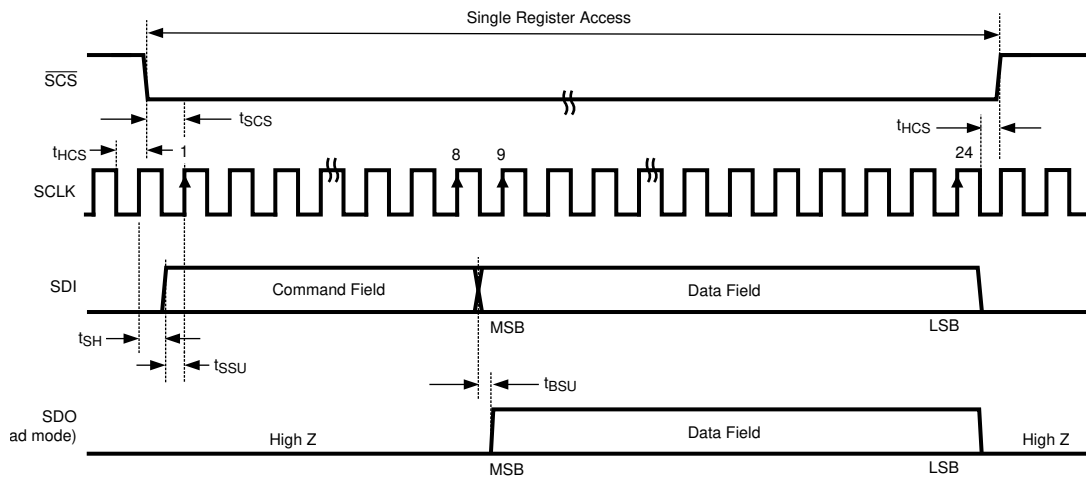 Single Register Access
SCS
tSCS
tHCS
tHCS
1
8
9
24
SCLK
SDI
Command Field
Data Field
MSB
LSB
tSH
tSSU
tBSU
SDO
ad mode)
High Z
Data Field
High Z
MSB
LSB